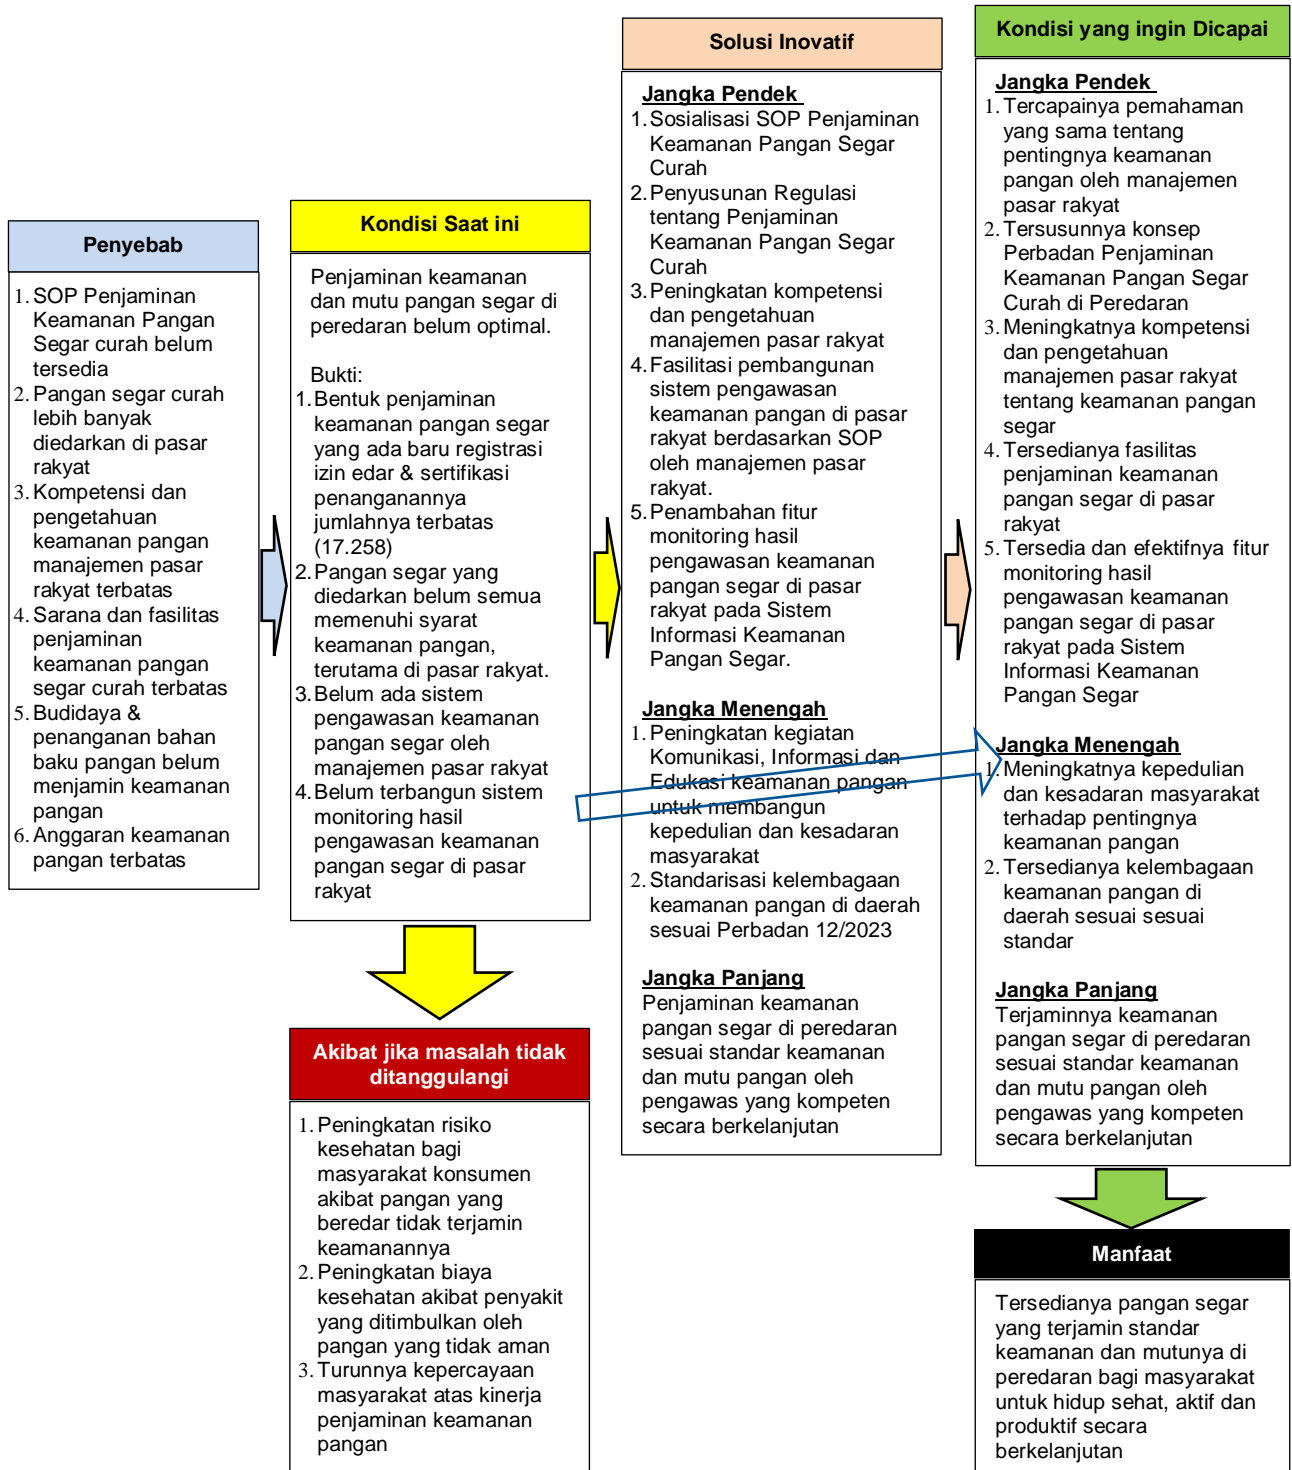 Penyebab
1. SOP Penjaminan
Keamanan Pangan
Segar curah belum
tersedia
2. Pangan segar curah
lebih banyak
diedarkan di pasar
rakyat
3. Kompetensi dan
pengetahuan
keamanan pangan
manajemen pasar
rakyat terbatas
4. Sarana dan fasilitas
penjaminan
keamanan pangan
segar curah terbatas
5. Budidaya &
penanganan bahan
baku pangan belum
menjamin keamanan
pangan
6. Anggaran keamanan
pangan terbatas
Kondisi Saat ini
Penjaminan keamanan
dan mutu pangan segar di
peredaran belum optimal.
Bukti:
1. Bentuk penjaminan
keamanan pangan segar
yang ada baru registrasi
izin edar & sertifikasi
penanganannya
jumlahnya terbatas
(17.258)
2. Pangan segar yang
diedarkan belum semua
memenuhi syarat
keamanan pangan,
terutama di pasar rakyat.
3. Belum ada sistem
pengawasan keamanan
pangan segar oleh
manajemen pasar rakyat
4. Belum terbangun sistem
monitoring hasil
pengawasan keamanan
pangan segar di pasar
rakyat
Akibat jika masalah tidak
ditanggulangi
1. Peningkatan risiko
kesehatan bagi
masyarakat konsumen
akibat pangan yang
beredar tidak terjamin
keamanannya
2. Peningkatan biaya
kesehatan akibat penyakit
yang ditimbulkan oleh
pangan yang tidak aman
3. Turunnya kepercayaan
masyarakat atas kinerja
penjaminan keamanan
pangan
Solusi Inovatif
Jangka Pendek
1. Sosialisasi SOP Penjaminan
Keamanan Pangan Segar
Curah
2. Penyusunan Regulasi
tentang Penjaminan
Keamanan Pangan Segar
Curah
3. Peningkatan kompetensi
dan pengetahuan
manajemen pasar rakyat
4. Fasilitasi pembangunan
sistem pengawasan
keamanan pangan di pasar
rakyat berdasarkan SOP
oleh manajemen pasar
rakyat.
5. Penambahan fitur
monitoring hasil
pengawasan keamanan
pangan segar di pasar
rakyat pada Sistem
Informasi Keamanan
Pangan Segar.
Jangka Menengah
1. Peningkatan kegiatan
Komunikasi, Informasi dan
Edukasi keamanan pangan
untuk membangun
kepedulian dan kesadaran
masyarakat
2. Standarisasi kelembagaan
keamanan pangan di daerah
sesuai Perbadan 12/2023
Jangka Panjang
Penjaminan keamanan
pangan segar di peredaran
sesuai standar keamanan
dan mutu pangan oleh
pengawas yang kompeten
secara berkelanjutan
Kondisi yang ingin Dicapai
Jangka Pendek
1. Tercapainya pemahaman
yang sama tentang
pentingnya keamanan
pangan oleh manajemen
pasar rakyat
2. Tersusunnya konsep
Perbadan Penjaminan
Keamanan Pangan Segar
Curah di Peredaran
3. Meningkatnya kompetensi
dan pengetahuan
manajemen pasar rakyat
tentang keamanan pangan
segar
4. Tersedianya fasilitas
penjaminan keamanan
pangan segar di pasar
rakyat
5. Tersedia dan efektifnya fitur
monitoring hasil
pengawasan keamanan
pangan segar di pasar
rakyat pada Sistem
Informasi Keamanan
Pangan Segar
Jangka Menengah
1. Meningkatnya kepedulian
dan kesadaran masyarakat
terhadap pentingnya
keamanan pangan
2. Tersedianya kelembagaan
keamanan pangan di
daerah sesuai sesuai
standar
Jangka Panjang
Terjaminnya keamanan
pangan segar di peredaran
sesuai standar keamanan
dan mutu pangan oleh
pengawas yang kompeten
secara berkelanjutan
Manfaat
Tersedianya pangan segar
yang terjamin standar
keamanan dan mutunya di
peredaran bagi masyarakat
untuk hidup sehat, aktif dan
produktif secara
berkelanjutan